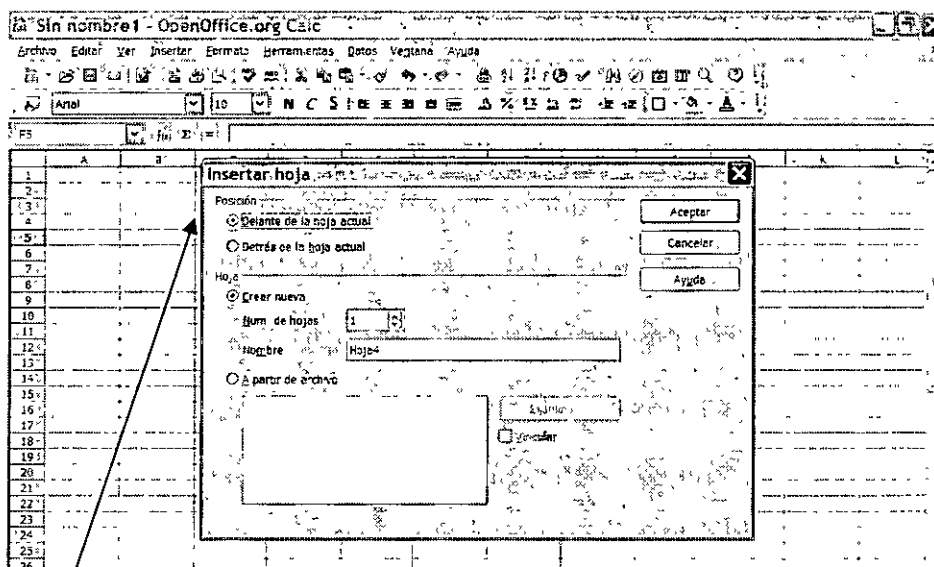 Sin nombre1 - OpenOffice.org Calc
Archivo Editar Ver Insertar Formato Herramientas Datos Ventana Ayuda
Arial 10 N C S
F5 f(x) Σ =
A B K L
Insertar hoja
Posición
Delante de la hoja actual
Detrás de la hoja actual
Aceptar
Cancelar
Ayuda
Hoja
Crear nueva
Núm. de hojas 1
Nombre Hoja4
A partir de archivo
Vincular
1
2
3
4
5
6
7
8
9
10
11
12
13
14
15
16
17
18
19
20
21
22
23
24
25
26